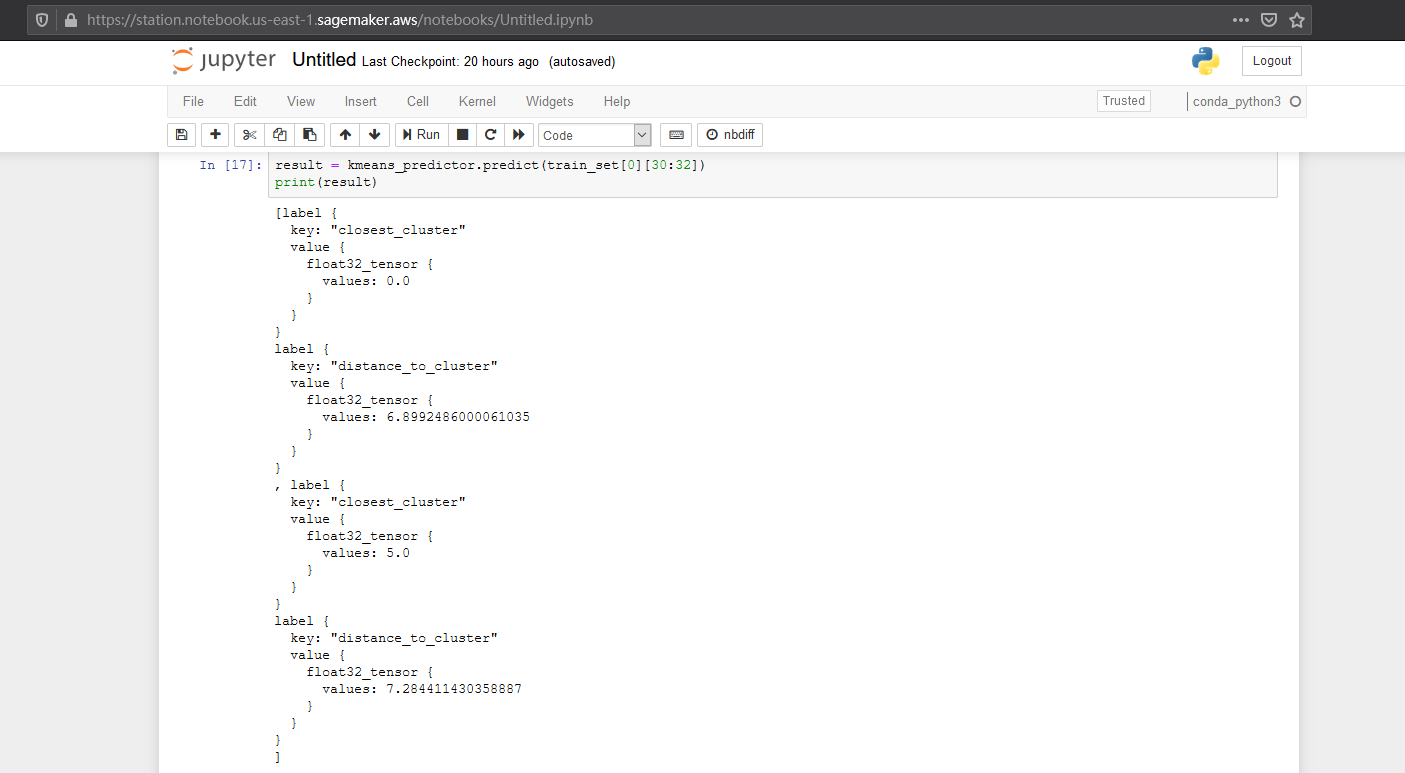 https://station.notebook.us-east-1.sagemaker.aws/notebooks/Untitled.ipynb
jupyter Untitled Last Checkpoint: 20 hours ago (autosaved) Logout
File Edit View Insert Cell Kernel Widgets Help Trusted conda_python3
Run Code nbdiff
In [17]: result = kmeans_predictor.predict(train_set[0][30:32])
print(result)
[label {
  key: "closest_cluster"
  value {
    float32_tensor {
      values: 0.0
    }
  }
}
label {
  key: "distance_to_cluster"
  value {
    float32_tensor {
      values: 6.8992486000061035
    }
  }
}
, label {
  key: "closest_cluster"
  value {
    float32_tensor {
      values: 5.0
    }
  }
}
label {
  key: "distance_to_cluster"
  value {
    float32_tensor {
      values: 7.284411430358887
    }
  }
}
]